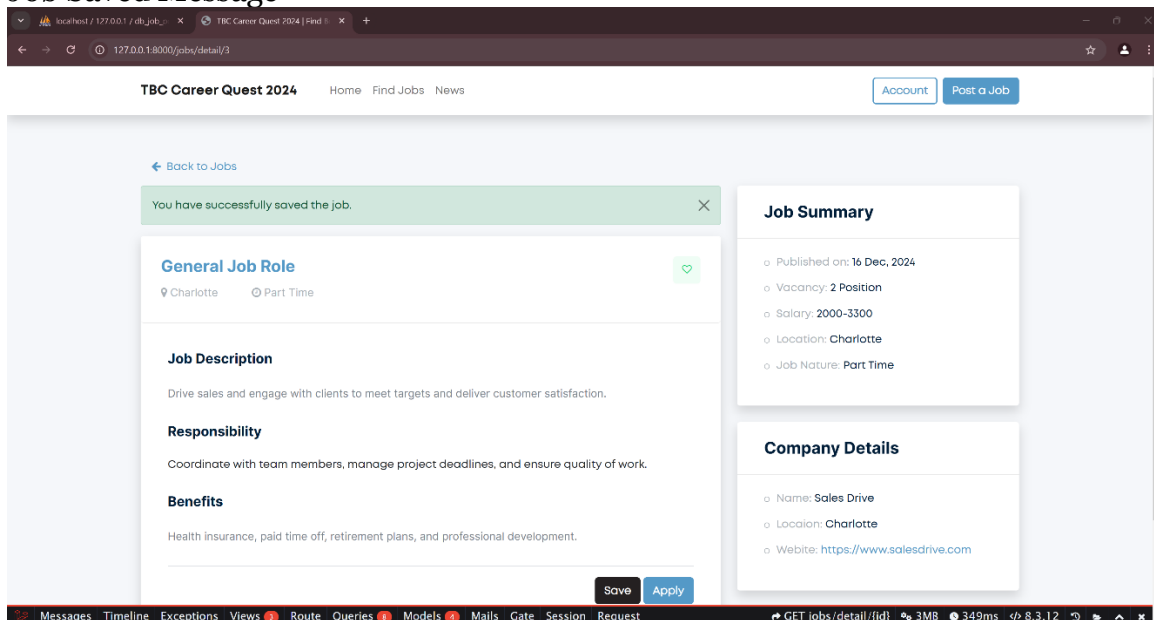 Job Saved Message
localhost / 127.0.0.1 / db_job_p
TBC Career Quest 2024 | Find B
127.0.0.1:8000/jobs/detail/3
TBC Career Quest 2024 Home Find Jobs News Account Post a Job
Back to Jobs
You have successfully saved the job.
General Job Role
Charlotte Part Time
Job Description
Drive sales and engage with clients to meet targets and deliver customer satisfaction.
Responsibility
Coordinate with team members, manage project deadlines, and ensure quality of work.
Benefits
Health insurance, paid time off, retirement plans, and professional development.
Save Apply
Job Summary
Published on: 16 Dec, 2024
Vacancy: 2 Position
Salary: 2000-3300
Location: Charlotte
Job Nature: Part Time
Company Details
Name: Sales Drive
Locaion: Charlotte
Webite: https://www.salesdrive.com
Messages Timeline Exceptions Views Route Queries 8 Models 4 Mails Gate Session Request GET jobs/detail/{id} 3MB 349ms 8.3.12